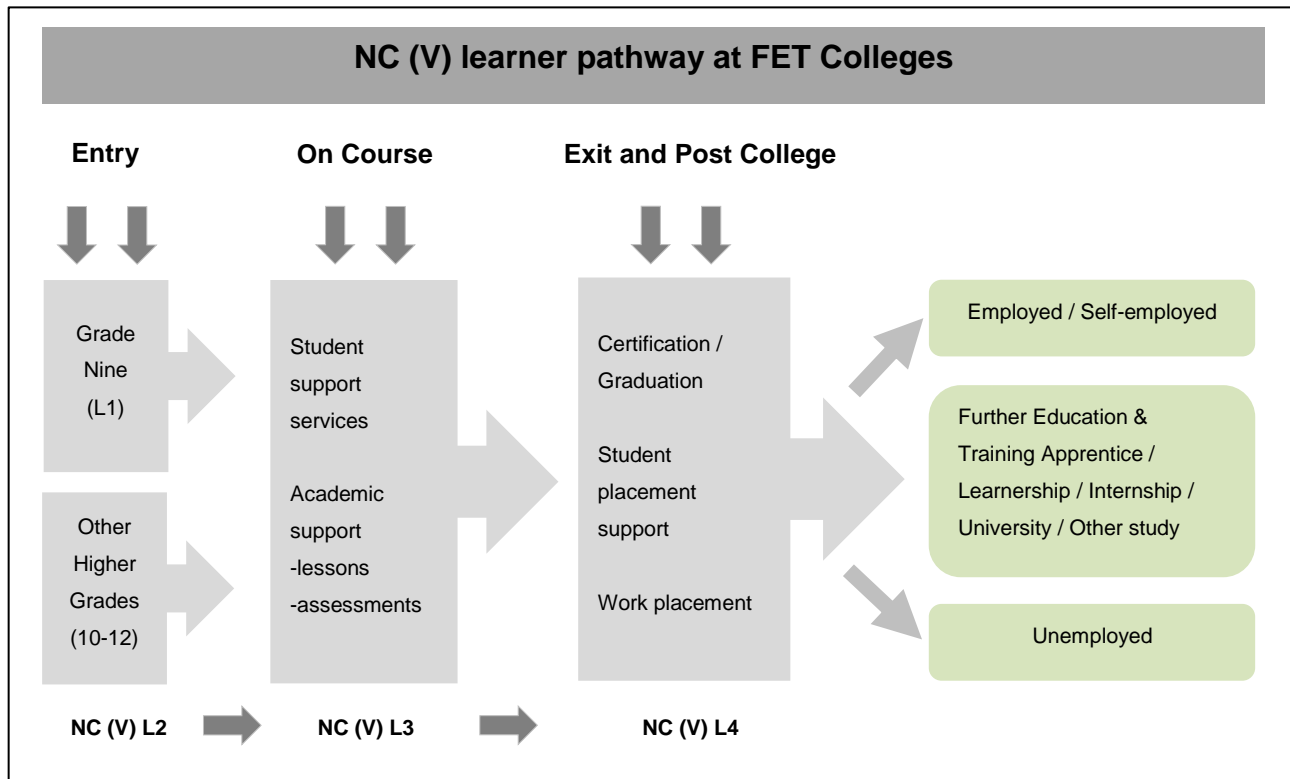 NC (V) learner pathway at FET Colleges
Entry
On Course
Exit and Post College
Grade
Nine
(L1)
Other
Higher
Grades
(10-12)
Student
support
services
Academic
support
-lessons
-assessments
Certification /
Graduation
Student
placement
support
Work placement
Employed / Self-employed
Further Education &
Training Apprentice /
Learnership / Internship /
University / Other study
Unemployed
NC (V) L2
NC (V) L3
NC (V) L4